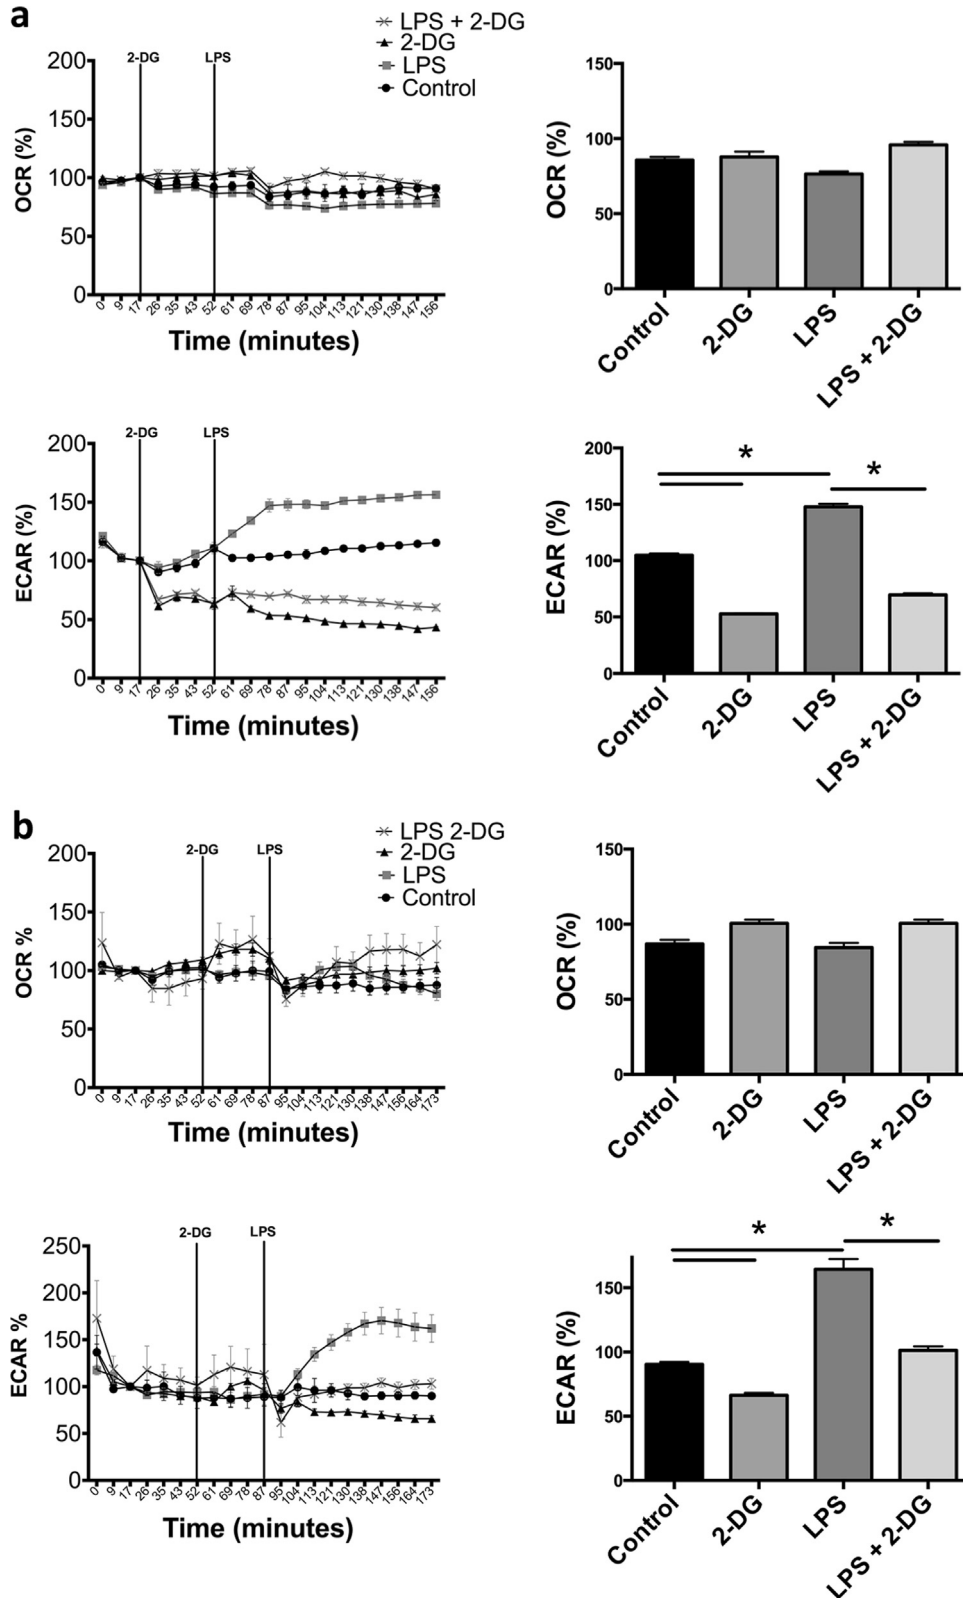 a
LPS + 2-DG
2-DG
LPS
Control
2-DG LPS
OCR (%)
200
150
100
50
0
0 9 17 26 35 43 52 61 69 78 87 95 104 113 121 130 138 147 156
Time (minutes)
OCR (%)
150
100
50
0
Control 2-DG LPS LPS + 2-DG
2-DG LPS
ECAR (%)
200
150
100
50
0
0 9 17 26 35 43 52 61 69 78 87 95 104 113 121 130 138 147 156
Time (minutes)
ECAR (%)
200
150
100
50
0
* *
Control 2-DG LPS LPS + 2-DG
b
LPS 2-DG
2-DG
LPS
Control
2-DG LPS
OCR %
200
150
100
50
0
0 9 17 26 35 43 52 61 69 78 87 95 104 113 121 130 138 147 156 164 173
Time (minutes)
OCR (%)
150
100
50
0
Control 2-DG LPS LPS + 2-DG
2-DG LPS
ECAR %
250
200
150
100
50
0
0 9 17 26 35 43 52 61 69 78 87 95 104 113 121 130 138 147 156 164 173
Time (minutes)
ECAR (%)
150
100
50
0
* *
Control 2-DG LPS LPS + 2-DG